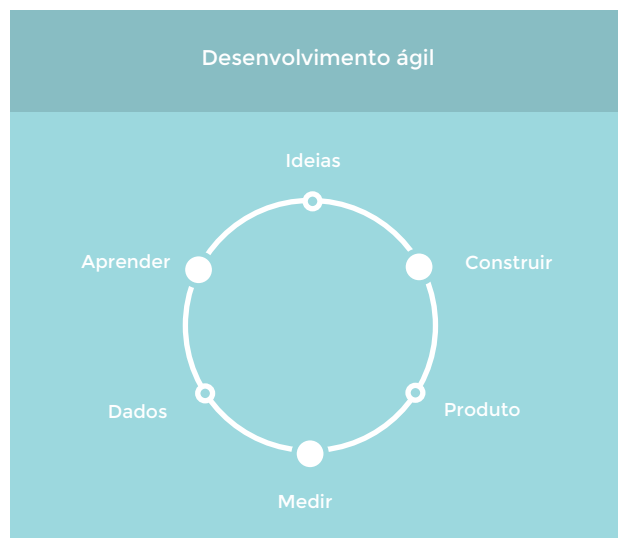 Desenvolvimento ágil
Ideias
Aprender
Construir
Dados
Produto
Medir